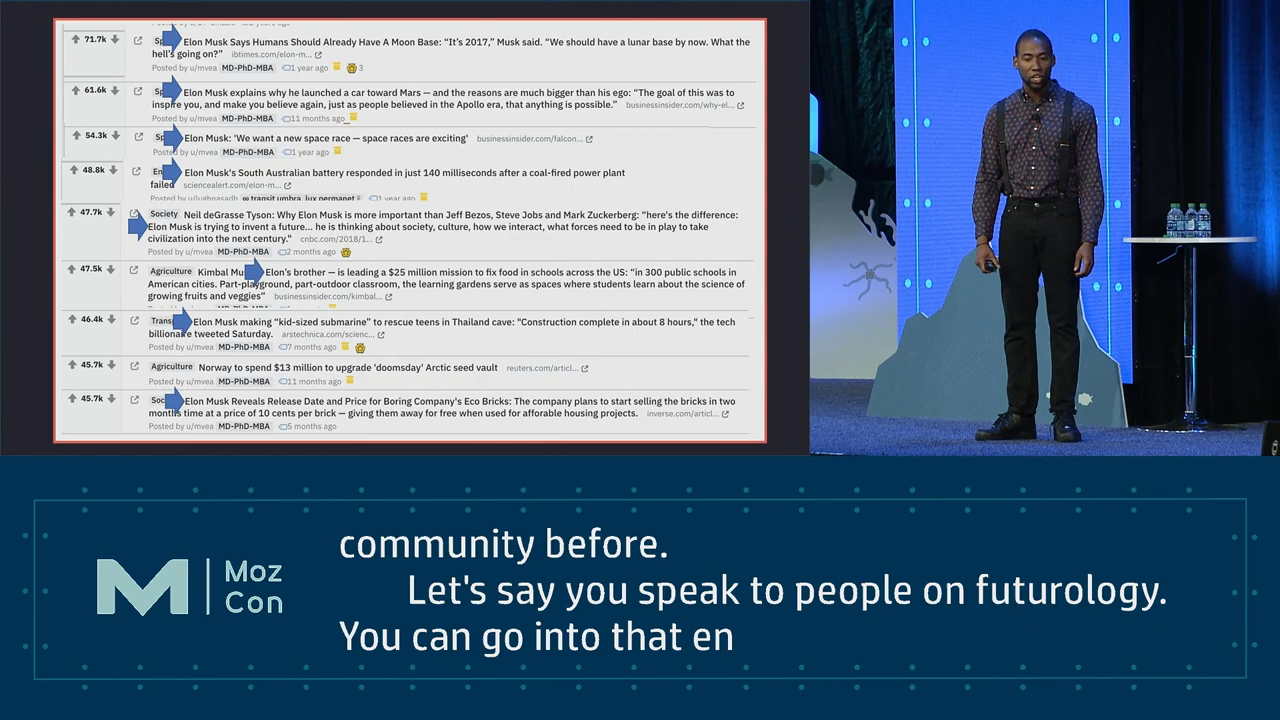 71.7k
Elon Musk Says Humans Should Already Have A Moon Base: “It's 2017,” Musk said. “We should have a lunar base by now. What the
hell's going on?” ibtimes.com/elon-m...
Posted by u/mvea MD-PhD-MBA 1 year ago 3
61.6k
Elon Musk explains why he launched a car toward Mars — and the reasons are much bigger than his ego: “The goal of this was to
inspire you, and make you believe again, just as people believed in the Apollo era, that anything is possible.” businessinsider.com/why-el...
Posted by u/mvea MD-PhD-MBA 11 months ago
54.3k
Elon Musk: 'We want a new space race — space races are exciting' businessinsider.com/falcon...
Posted by u/mvea MD-PhD-MBA 1 year ago
48.8k
Elon Musk's South Australian battery responded in just 140 milliseconds after a coal-fired power plant
failed sciencealert.com/elon-m...
Posted by transit umbra, lux permanet 1 year ago
47.7k
Society Neil deGrasse Tyson: Why Elon Musk is more important than Jeff Bezos, Steve Jobs and Mark Zuckerberg: “here's the difference:
Elon Musk is trying to invent a future... he is thinking about society, culture, how we interact, what forces need to be in play to take
civilization into the next century.” cnbc.com/2018/1...
Posted by u/mvea MD-PhD-MBA 2 months ago
47.5k
Agriculture Kimbal Elon's brother — is leading a $25 million mission to fix food in schools across the US: “in 300 public schools in
American cities. Part-playground, part-outdoor classroom, the learning gardens serve as spaces where students learn about the science of
growing fruits and veggies” businessinsider.com/kimbal...
46.4k
Elon Musk making “kid-sized submarine” to rescue teens in Thailand cave: "Construction complete in about 8 hours," the tech
billionaire tweeted Saturday. arstechnica.com/scienc...
Posted by u/mvea MD-PhD-MBA 7 months ago
45.7k
Agriculture Norway to spend $13 million to upgrade 'doomsday' Arctic seed vault reuters.com/articl...
Posted by u/mvea MD-PhD-MBA 11 months ago
45.7k
Elon Musk Reveals Release Date and Price for Boring Company's Eco Bricks: The company plans to start selling the bricks in two
months time at a price of 10 cents per brick — giving them away for free when used for afforable housing projects. inverse.com/articl...
Posted by u/mvea MD-PhD-MBA 5 months ago
M Moz
Con
community before.
Let's say you speak to people on futurology.
You can go into that en